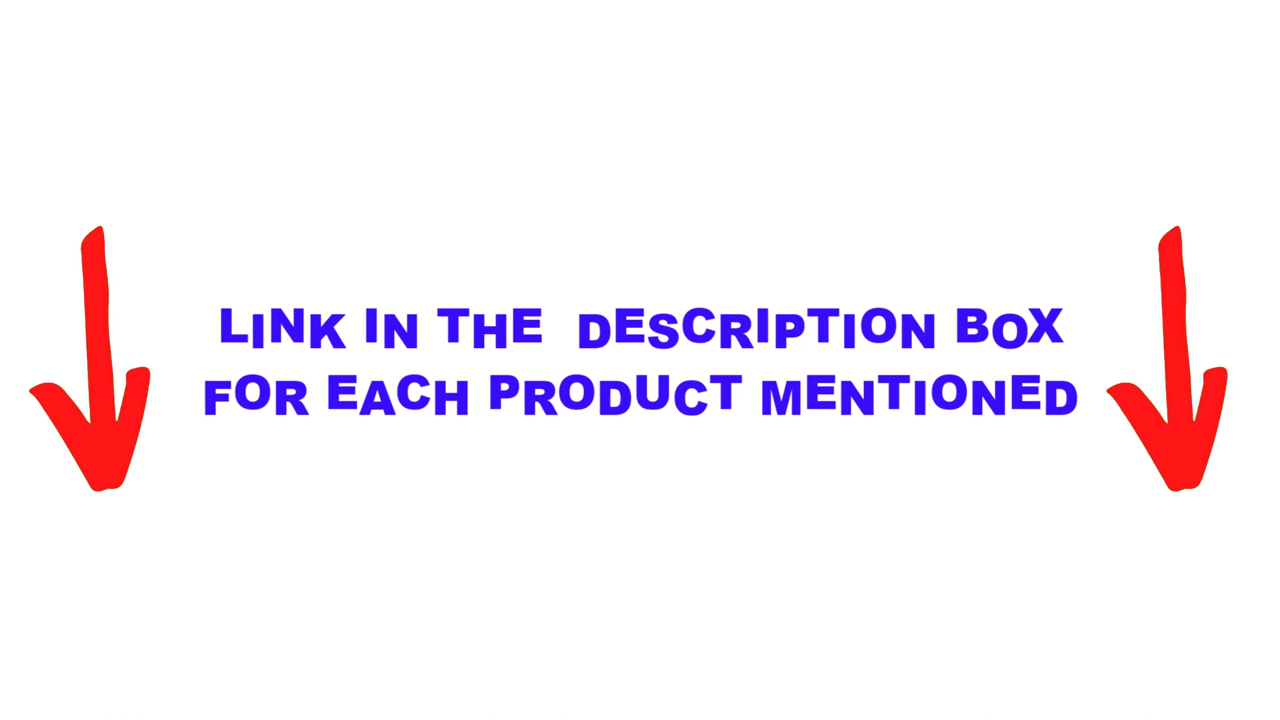 LINK IN THE DESCRIPTION BOX
FOR EACH PRODUCT MENTIONED